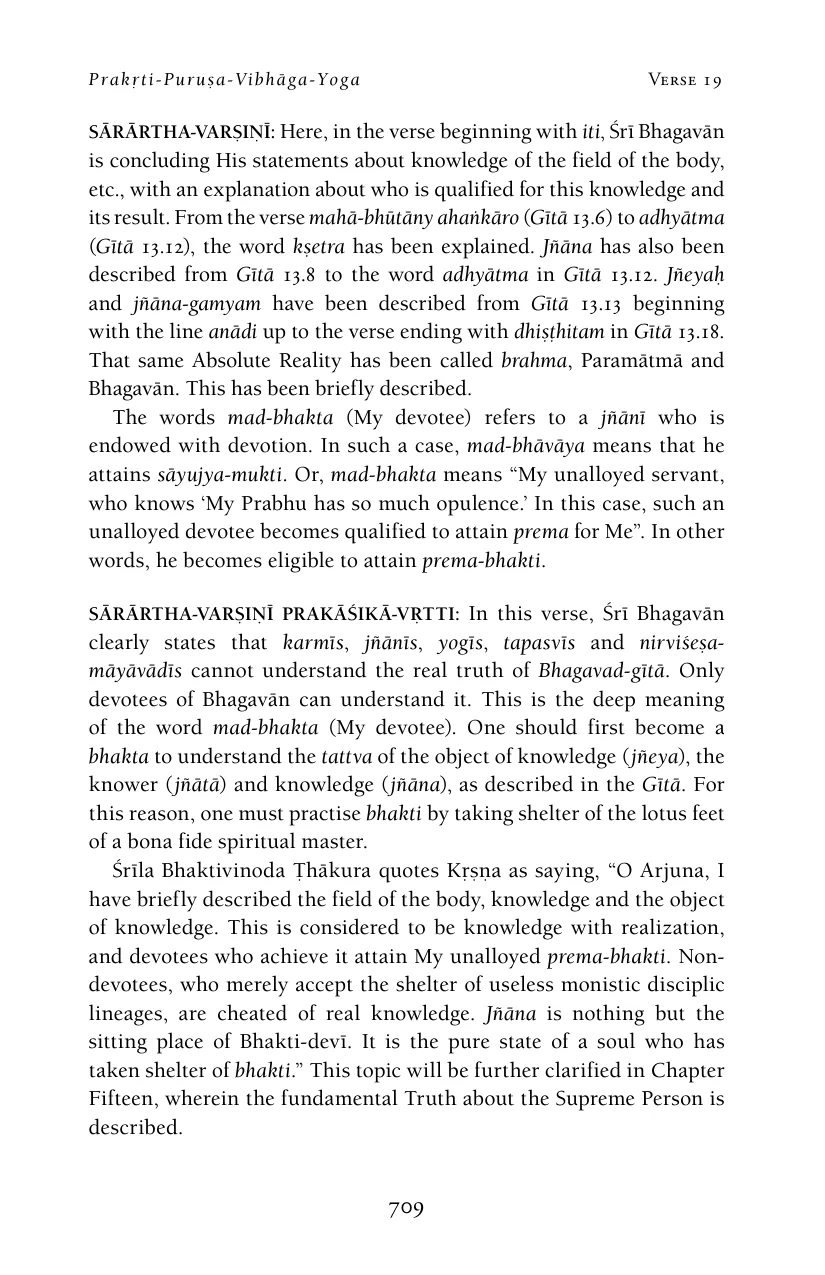 Prakṛti-Puruṣa-Vibhāga-Yoga
Verse 19
SĀRĀRTHA-VARṢIṆĪ: Here, in the verse beginning with iti, Śrī Bhagavān
is concluding His statements about knowledge of the field of the body,
etc., with an explanation about who is qualified for this knowledge and
its result. From the verse mahā-bhūtāny ahaṅkāro (Gītā 13.6) to adhyātma
(Gītā 13.12), the word kṣetra has been explained. Jñāna has also been
described from Gītā 13.8 to the word adhyātma in Gītā 13.12. Jñeyaḥ
and jñāna-gamyam have been described from Gītā 13.13 beginning
with the line anādi up to the verse ending with dhiṣṭhitam in Gītā 13.18.
That same Absolute Reality has been called brahma, Paramātmā and
Bhagavān. This has been briefly described.
The words mad-bhakta (My devotee) refers to a jñānī who is
endowed with devotion. In such a case, mad-bhāvāya means that he
attains sāyujya-mukti. Or, mad-bhakta means “My unalloyed servant,
who knows ‘My Prabhu has so much opulence.’ In this case, such an
unalloyed devotee becomes qualified to attain prema for Me”. In other
words, he becomes eligible to attain prema-bhakti.
SĀRĀRTHA-VARṢIṆĪ PRAKĀŚIKĀ-VṚTTI: In this verse, Śrī Bhagavān
clearly states that karmīs, jñānīs, yogīs, tapasvīs and nirviśeṣa-
māyāvādīs cannot understand the real truth of Bhagavad-gītā. Only
devotees of Bhagavān can understand it. This is the deep meaning
of the word mad-bhakta (My devotee). One should first become a
bhakta to understand the tattva of the object of knowledge (jñeya), the
knower (jñātā) and knowledge (jñāna), as described in the Gītā. For
this reason, one must practise bhakti by taking shelter of the lotus feet
of a bona fide spiritual master.
Śrīla Bhaktivinoda Ṭhākura quotes Kṛṣṇa as saying, “O Arjuna, I
have briefly described the field of the body, knowledge and the object
of knowledge. This is considered to be knowledge with realization,
and devotees who achieve it attain My unalloyed prema-bhakti. Non-
devotees, who merely accept the shelter of useless monistic disciplic
lineages, are cheated of real knowledge. Jñāna is nothing but the
sitting place of Bhakti-devī. It is the pure state of a soul who has
taken shelter of bhakti.” This topic will be further clarified in Chapter
Fifteen, wherein the fundamental Truth about the Supreme Person is
described.
709